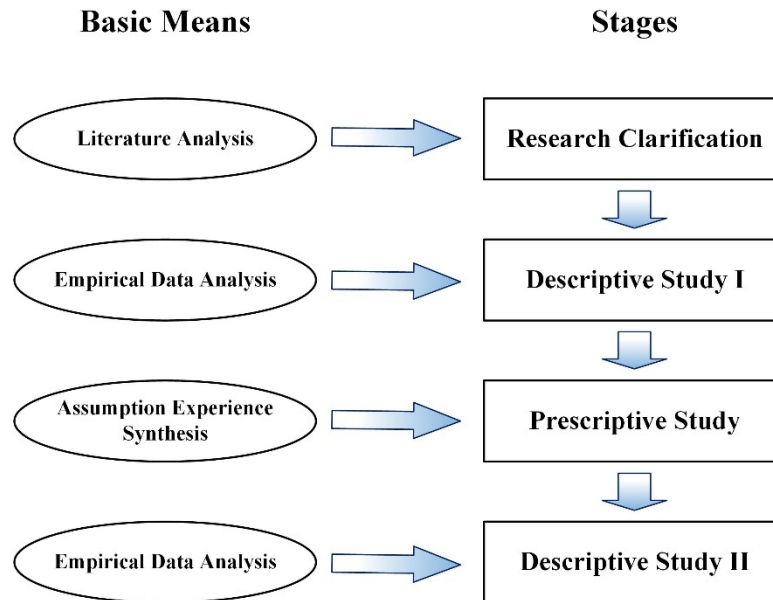 Basic Means
Stages
Literature Analysis
Research Clarification
Empirical Data Analysis
Descriptive Study I
Assumption Experience
Synthesis
Prescriptive Study
Empirical Data Analysis
Descriptive Study II